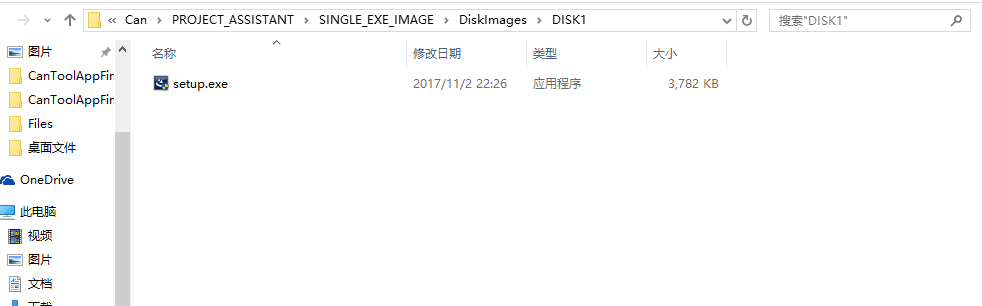 « Can > PROJECT_ASSISTANT > SINGLE_EXE_IMAGE > DiskImages > DISK1
搜索"DISK1"
名称 修改日期 类型 大小
setup.exe 2017/11/2 22:26 应用程序 3,782 KB
图片
CanToolAppFir
CanToolAppFir
Files
桌面文件
OneDrive
此电脑
视频
图片
文档